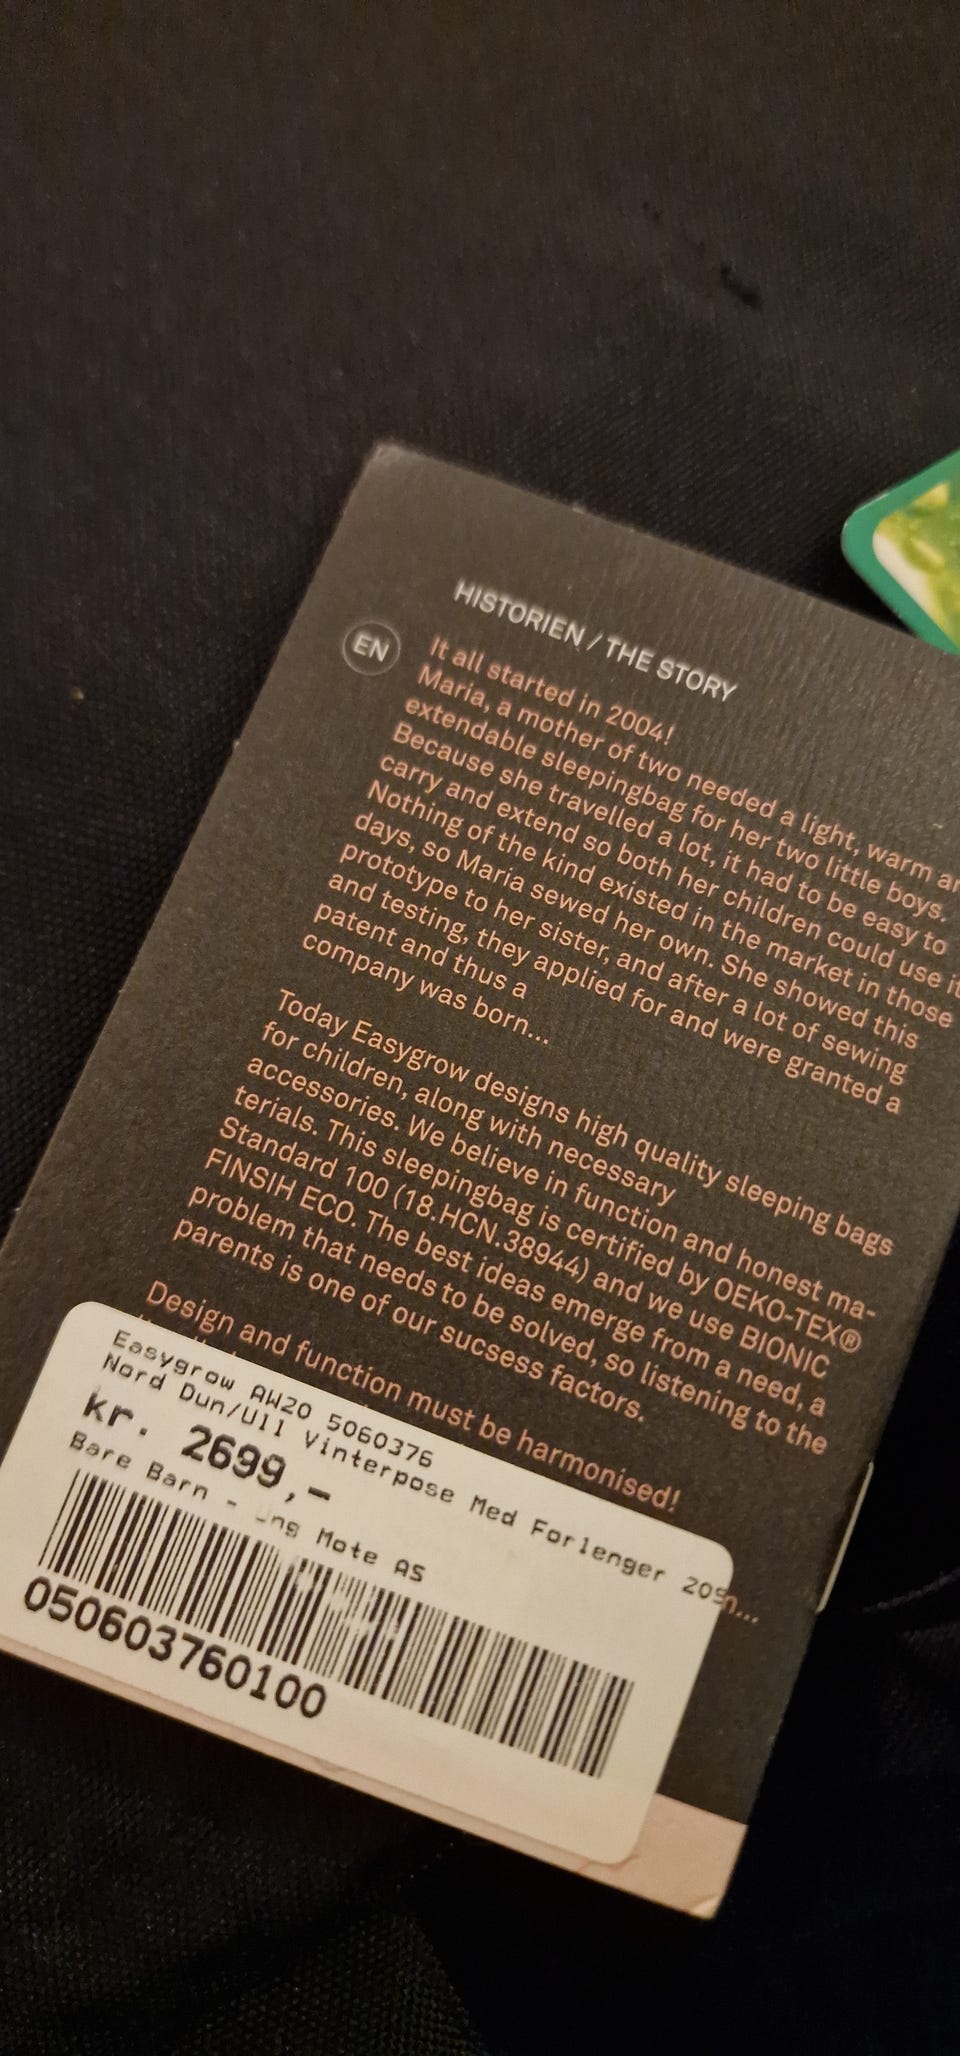 HISTORIEN / THE STORY
EN
It all started in 2004!
Maria, a mother of two needed a light, warm
extendable sleepingbag for her two little boys.
Because she travelled a lot, it had to be easy to
carry and extend so both her children could use it
Nothing of the kind existed in the market in those
days, so Maria sewed her own. She showed this
prototype to her sister, and after a lot of sewing
and testing, they applied for and were granted a
patent and thus a
company was born...
Today Easygrow designs high quality sleeping bags
for children, along with necessary
accessories. We believe in function and honest ma-
terials. This sleepingbag is certified by OEKO-TEX®
Standard 100 (18.HCN.38944) and we use BIONIC
FINSIH ECO. The best ideas emerge from a need, a
problem that needs to be solved, so listening to the
parents is one of our sucsess factors.
Design and function must be harmonised!
Easygrow AW20 5060376
Nord Dun/Ull Vinterpose Med Forlenger
kr. 2699,-
Bare Barn - Mote AS
050603760100